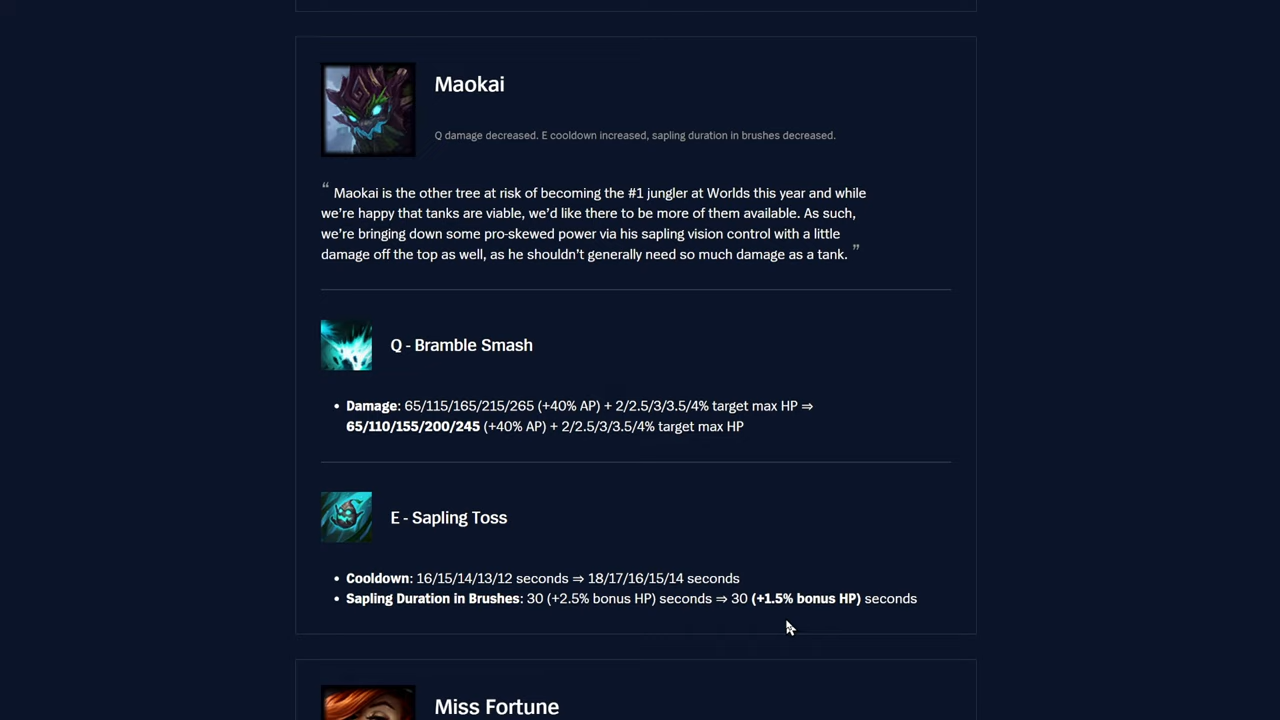 Maokai
Q damage decreased. E cooldown increased, sapling duration in brushes decreased.
“ Maokai is the other tree at risk of becoming the #1 jungler at Worlds this year and while
we’re happy that tanks are viable, we’d like there to be more of them available. As such,
we’re bringing down some pro-skewed power via his sapling vision control with a little
damage off the top as well, as he shouldn’t generally need so much damage as a tank. ”
Q - Bramble Smash
• Damage: 65/115/165/215/265 (+40% AP) + 2/2.5/3/3.5/4% target max HP ⇒
65/110/155/200/245 (+40% AP) + 2/2.5/3/3.5/4% target max HP
E - Sapling Toss
• Cooldown: 16/15/14/13/12 seconds ⇒ 18/17/16/15/14 seconds
• Sapling Duration in Brushes: 30 (+2.5% bonus HP) seconds ⇒ 30 (+1.5% bonus HP) seconds
Miss Fortune